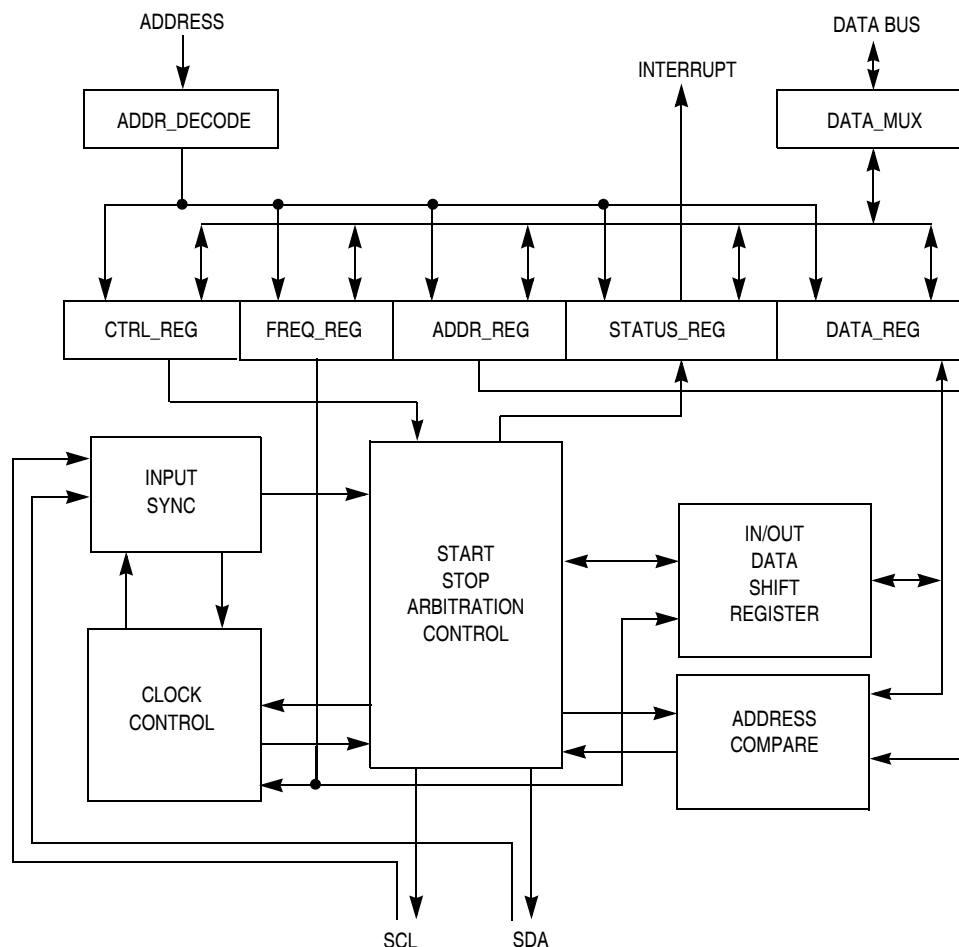 ADDRESS
DATA BUS
INTERRUPT
ADDR_DECODE
DATA_MUX
CTRL_REG
FREQ_REG
ADDR_REG
STATUS_REG
DATA_REG
INPUT
SYNC
START
STOP
ARBITRATION
CONTROL
IN/OUT
DATA
SHIFT
REGISTER
CLOCK
CONTROL
ADDRESS
COMPARE
SCL
SDA